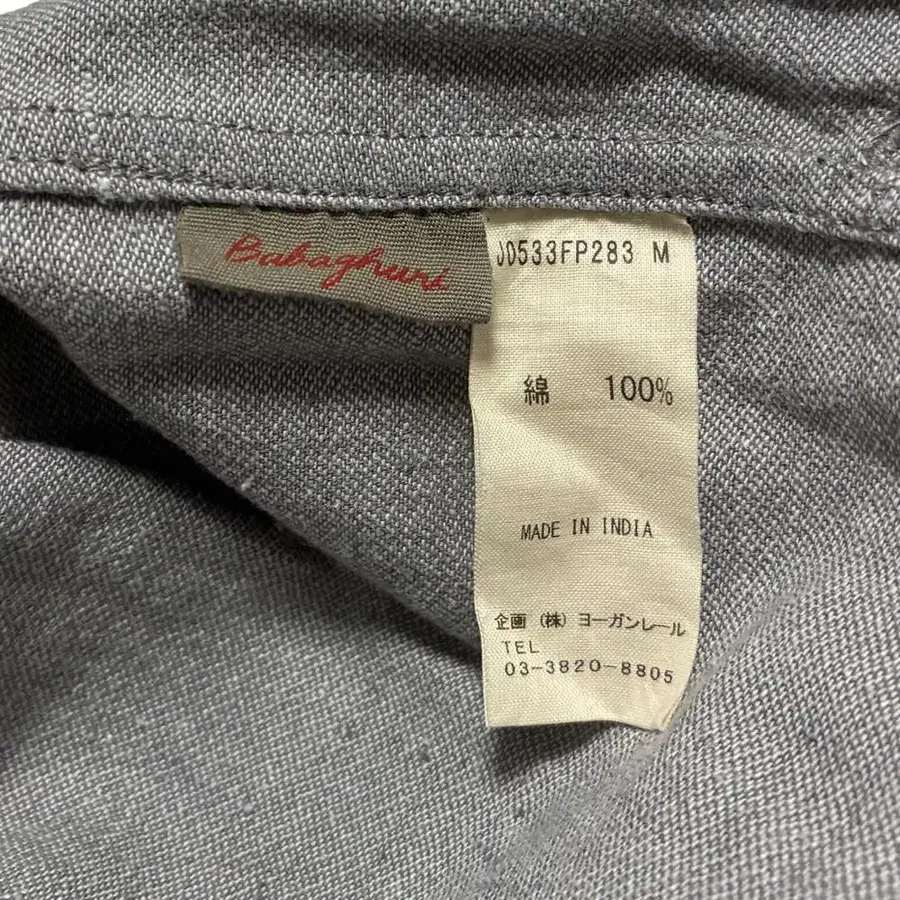 Babaghuri
J0533FP283 M
綿 100%
MADE IN INDIA
企画 (株) ヨーガンレール
TEL
03-3820-8805